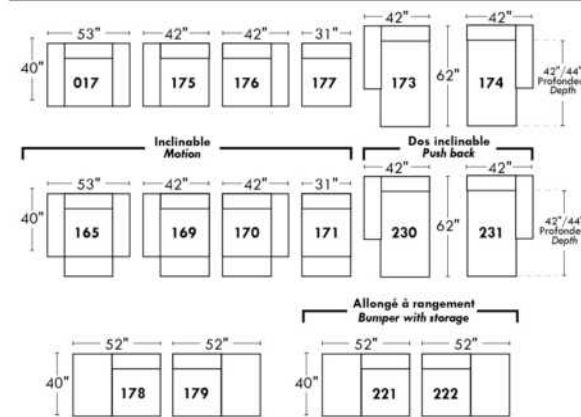 53" 42" 42" 31" 42" 42"
40" 017 175 176 177 173 62" 174 42"/44"
Depth
Inclinable Dos inclinable
Motion Push back
53" 42" 42" 31" 42" 42"
40" 165 169 170 171 230 62" 231 42"/44"
Depth
Allongé à rangement
Bumper with storage
52" 52" 52" 52"
40" 178 179 40" 221 222